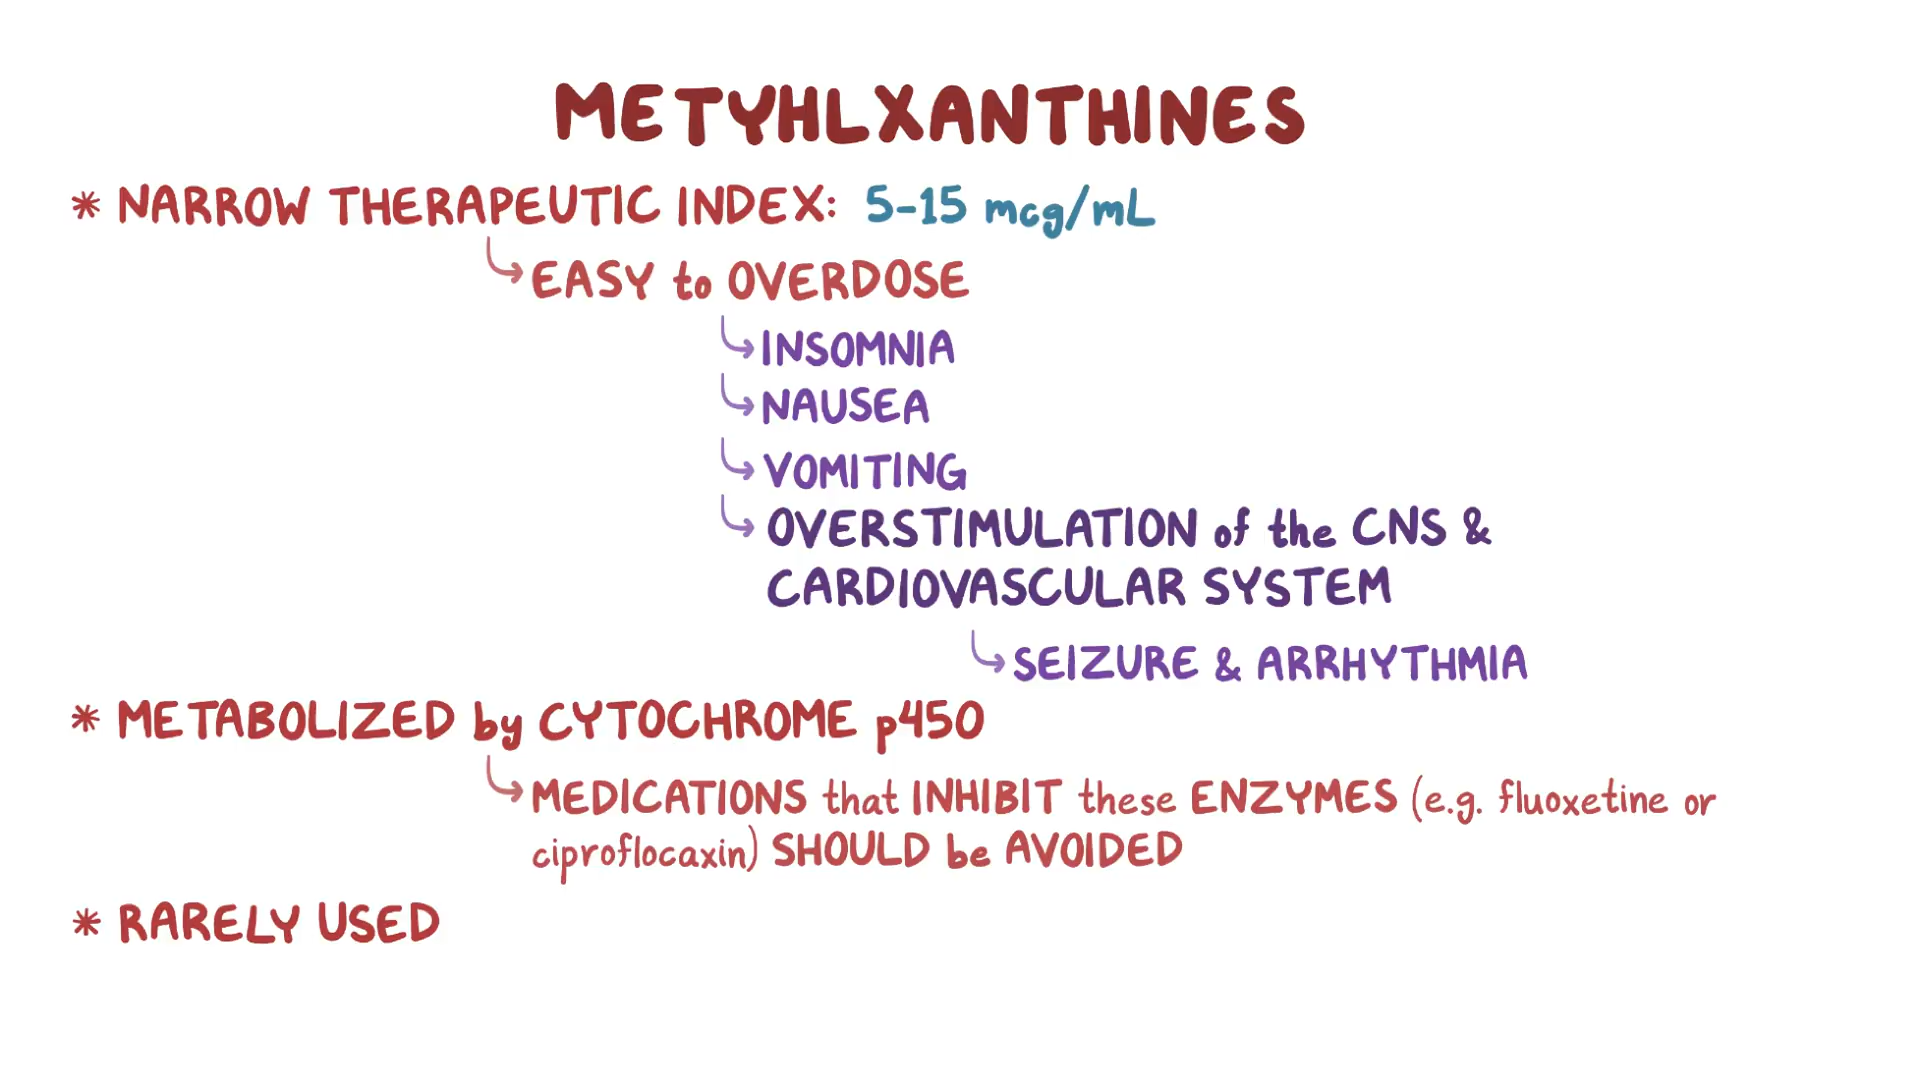 METYHLXANTHINES
* NARROW THERAPEUTIC INDEX: 5-15 mcg/mL
EASY to OVERDOSE
INSOMNIA
NAUSEA
VOMITING
OVERSTIMULATION of the CNS &
CARDIOVASCULAR SYSTEM
SEIZURE & ARRHYTHMIA
* METABOLIZED by CYTOCHROME p450
MEDICATIONS that INHIBIT these ENZYMES (e.g. fluoxetine or
ciproflocaxin) SHOULD be AVOIDED
* RARELY USED